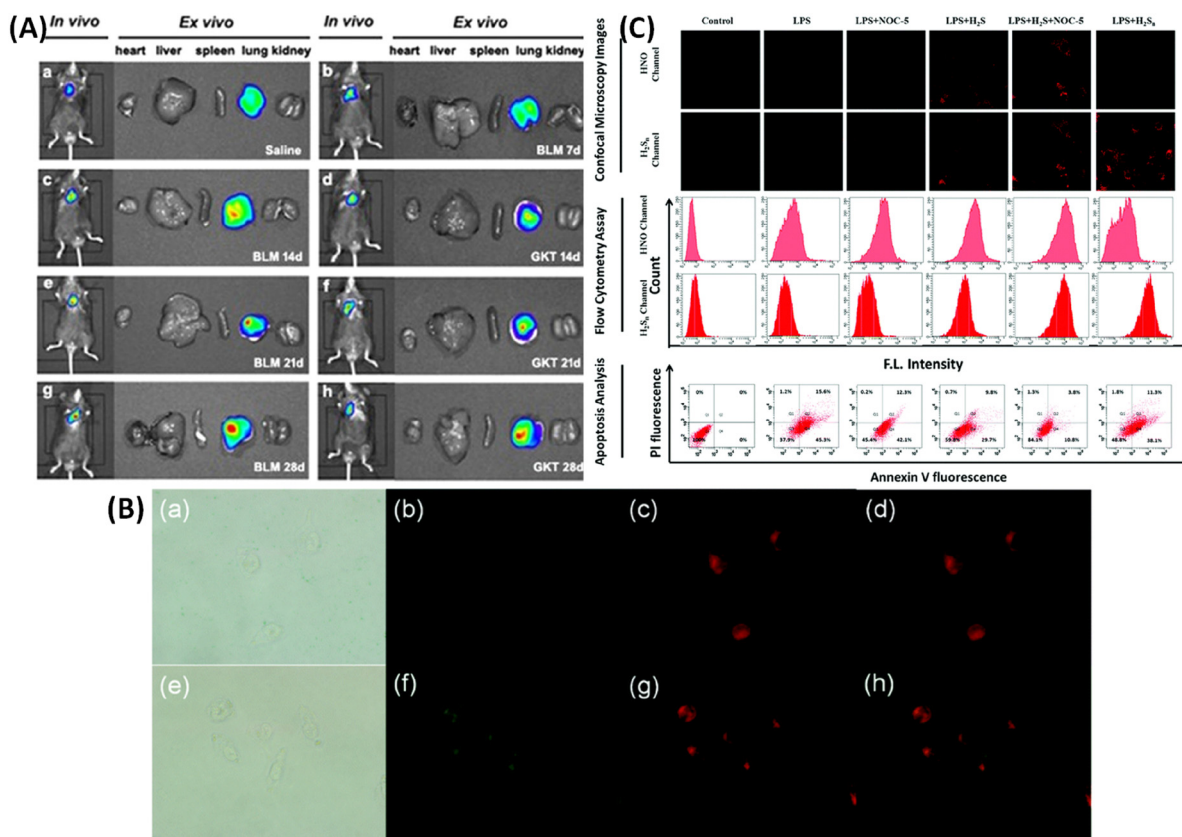 (A)
In vivo Ex vivo In vivo Ex vivo
heart liver spleen lung kidney heart liver spleen lung kidney
a b
Saline BLM 7d
c d
BLM 14d GKT 14d
e f
BLM 21d GKT 21d
g h
BLM 28d GKT 28d
(C)
Control LPS LPS+NOC-5 LPS+H2S LPS+H2S+NOC-5 LPS+H2Sn
Confocal Microscopy Images
HNO Channel
H2Sn Channel
Flow Cytometry Assay
Count
HNO Channel
H2Sn Channel
F.L. Intensity
Apoptosis Analysis
PI fluorescence
0% 0% 1.2% 15.6% 0.2% 12.3% 0.7% 9.8% 1.3% 3.8% 1.8% 11.3%
100% 0% 37.9% 45.3% 45.4% 42.1% 59.8% 29.7% 84.1% 10.8% 48.8% 38.1%
Annexin V fluorescence
(B)
(a) (b) (c) (d)
(e) (f) (g) (h)